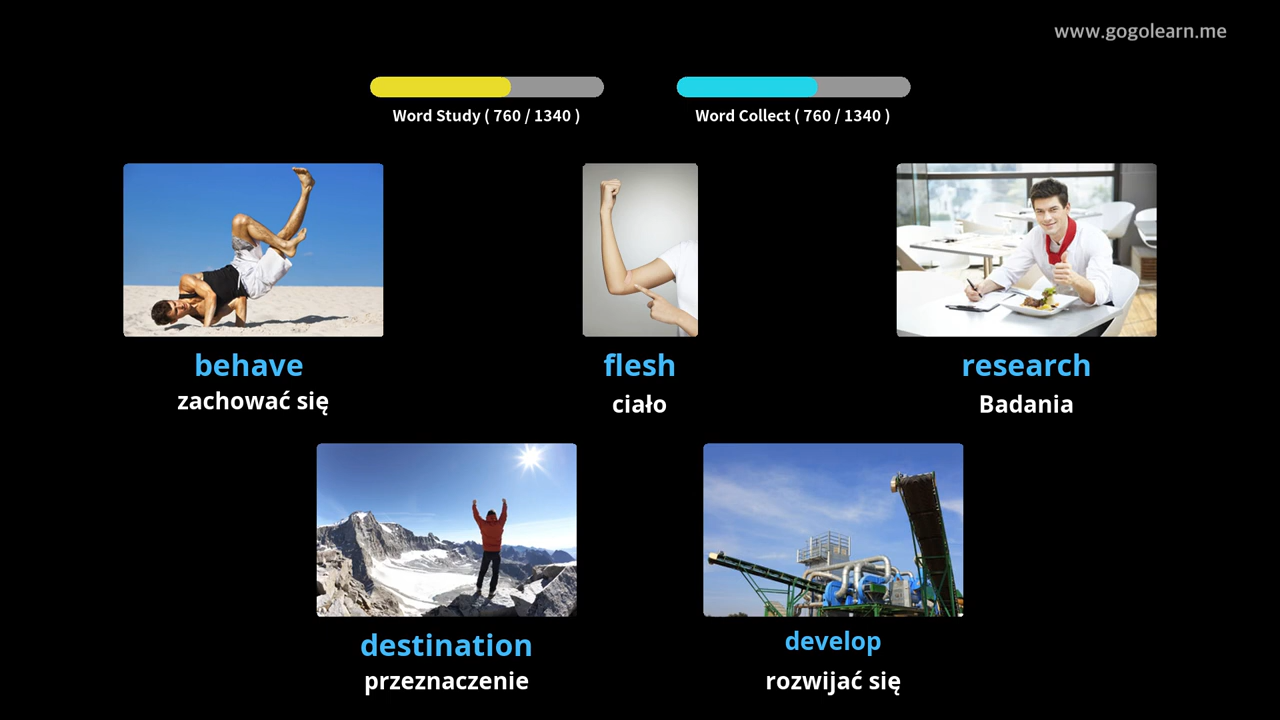 www.gogolearn.me
Word Study ( 760 / 1340 )
Word Collect ( 760 / 1340 )
behave
zachować się
flesh
ciało
research
Badania
destination
przeznaczenie
develop
rozwijać się